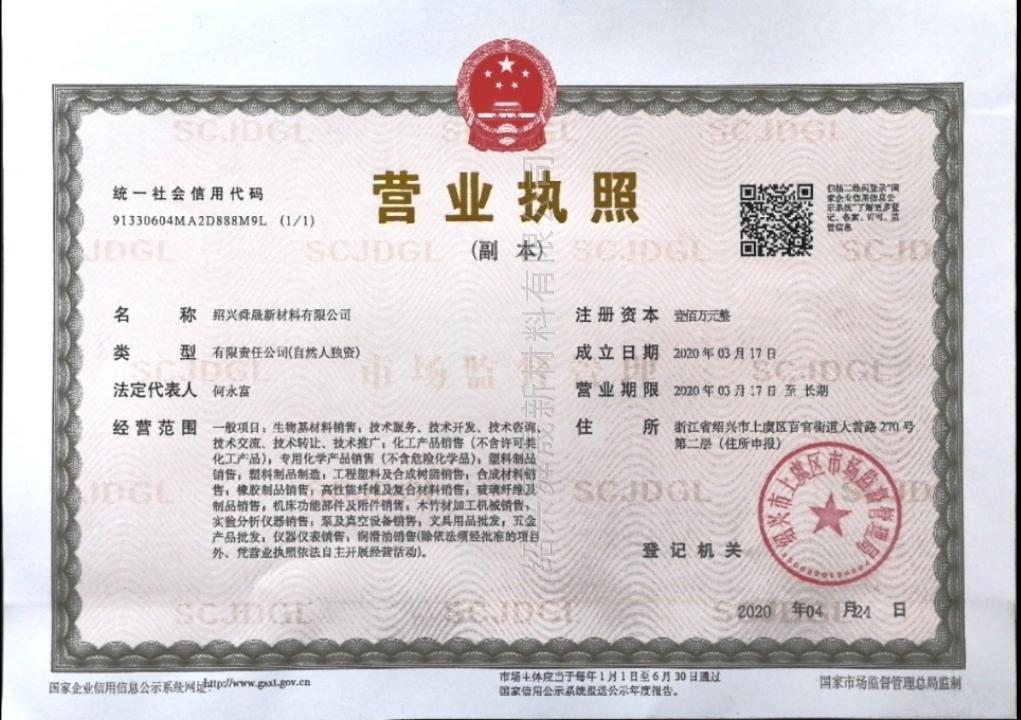 营业执照
(副 本)
统一社会信用代码
91330604MA2D888M9L (1/1)
扫描二维码登录“国
家企业信用信息公
示系统”了解更多登
记、备案、许可、监
管信息
名 称 绍兴舜晟新材料有限公司
类 型 有限责任公司(自然人独资)
法定代表人 何永富
经营范围 一般项目：生物基材料销售；技术服务、技术开发、技术咨询、
技术交流、技术转让、技术推广；化工产品销售（不含许可类
化工产品）；专用化学产品销售（不含危险化学品）；塑料制品
销售；塑料制品制造；工程塑料及合成树脂销售；合成材料销
售；橡胶制品销售；高性能纤维及复合材料销售；玻璃纤维及
制品销售；机床功能部件及附件销售；木竹材加工机械销售；
实验分析仪器销售；泵及真空设备销售；文具用品批发；五金
产品批发；仪器仪表销售；润滑油销售(除依法须经批准的项目
外，凭营业执照依法自主开展经营活动)。
注册资本 壹佰万元整
成立日期 2020年03月17日
营业期限 2020年03月17日 至 长期
住 所 浙江省绍兴市上虞区百官街道大善路270号
第二层（住所申报）
登记机关
绍兴市上虞区市场监督管理局
2020 年04 月24 日
国家企业信用信息公示系统网址:http://www.gsxt.gov.cn
市场主体应当于每年1月1日至6月30日通过
国家信用公示系统报送公示年度报告。
国家市场监督管理总局监制
SCJDGL